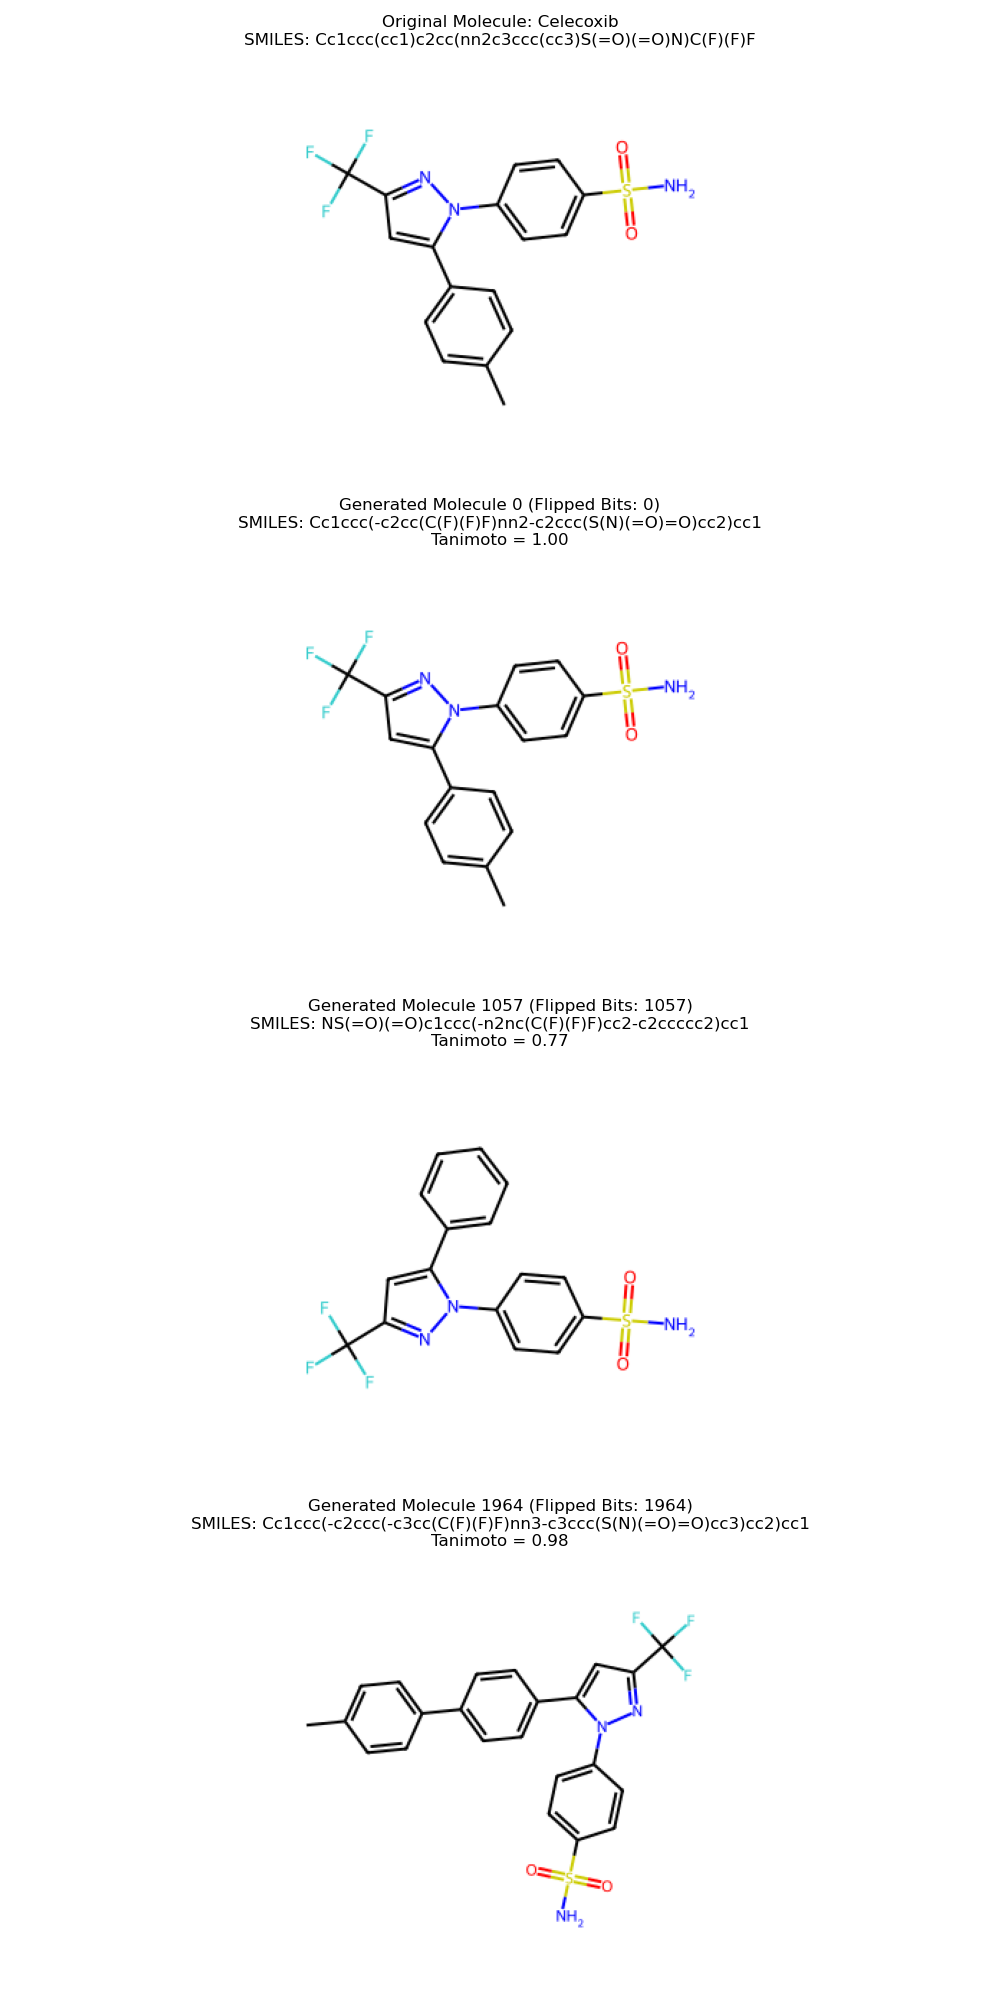 Original Molecule: Celecoxib
SMILES: Cc1ccc(cc1)c2cc(nn2c3ccc(cc3)S(=O)(=O)N)C(F)(F)F
F
F
F
N
N
O
S
NH2
O
Generated Molecule 0 (Flipped Bits: 0)
SMILES: Cc1ccc(-c2cc(C(F)(F)F)nn2-c2ccc(S(N)(=O)=O)cc2)cc1
Tanimoto = 1.00
F
F
F
N
N
O
S
NH2
O
Generated Molecule 1057 (Flipped Bits: 1057)
SMILES: NS(=O)(=O)c1ccc(-n2nc(C(F)(F)F)cc2-c2ccccc2)cc1
Tanimoto = 0.77
F
F
F
N
N
O
S
NH2
O
Generated Molecule 1964 (Flipped Bits: 1964)
SMILES: Cc1ccc(-c2ccc(-c3cc(C(F)(F)F)nn3-c3ccc(S(N)(=O)=O)cc3)cc2)cc1
Tanimoto = 0.98
F
F
F
N
N
O
S
O
NH2